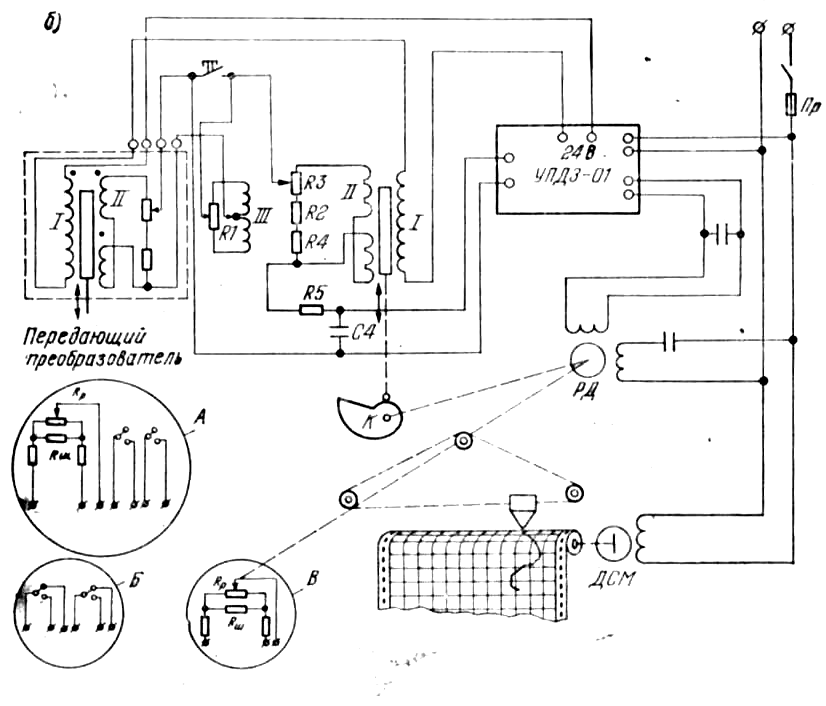 б)
Пр
24 В
УПД3-01
I
II
R1
III
R3
R2
R4
II
I
R5
C4
Передающий
преобразователь
РД
К
А
Rр
Rш
Б
В
Rр
Rш
ДСМ